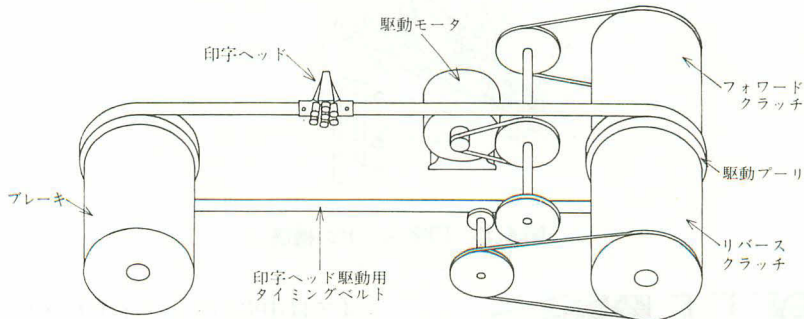 駆動モータ
印字ヘッド
フォワード
クラッチ
駆動プーリ
ブレーキ
リバース
クラッチ
印字ヘッド駆動用
タイミングベルト